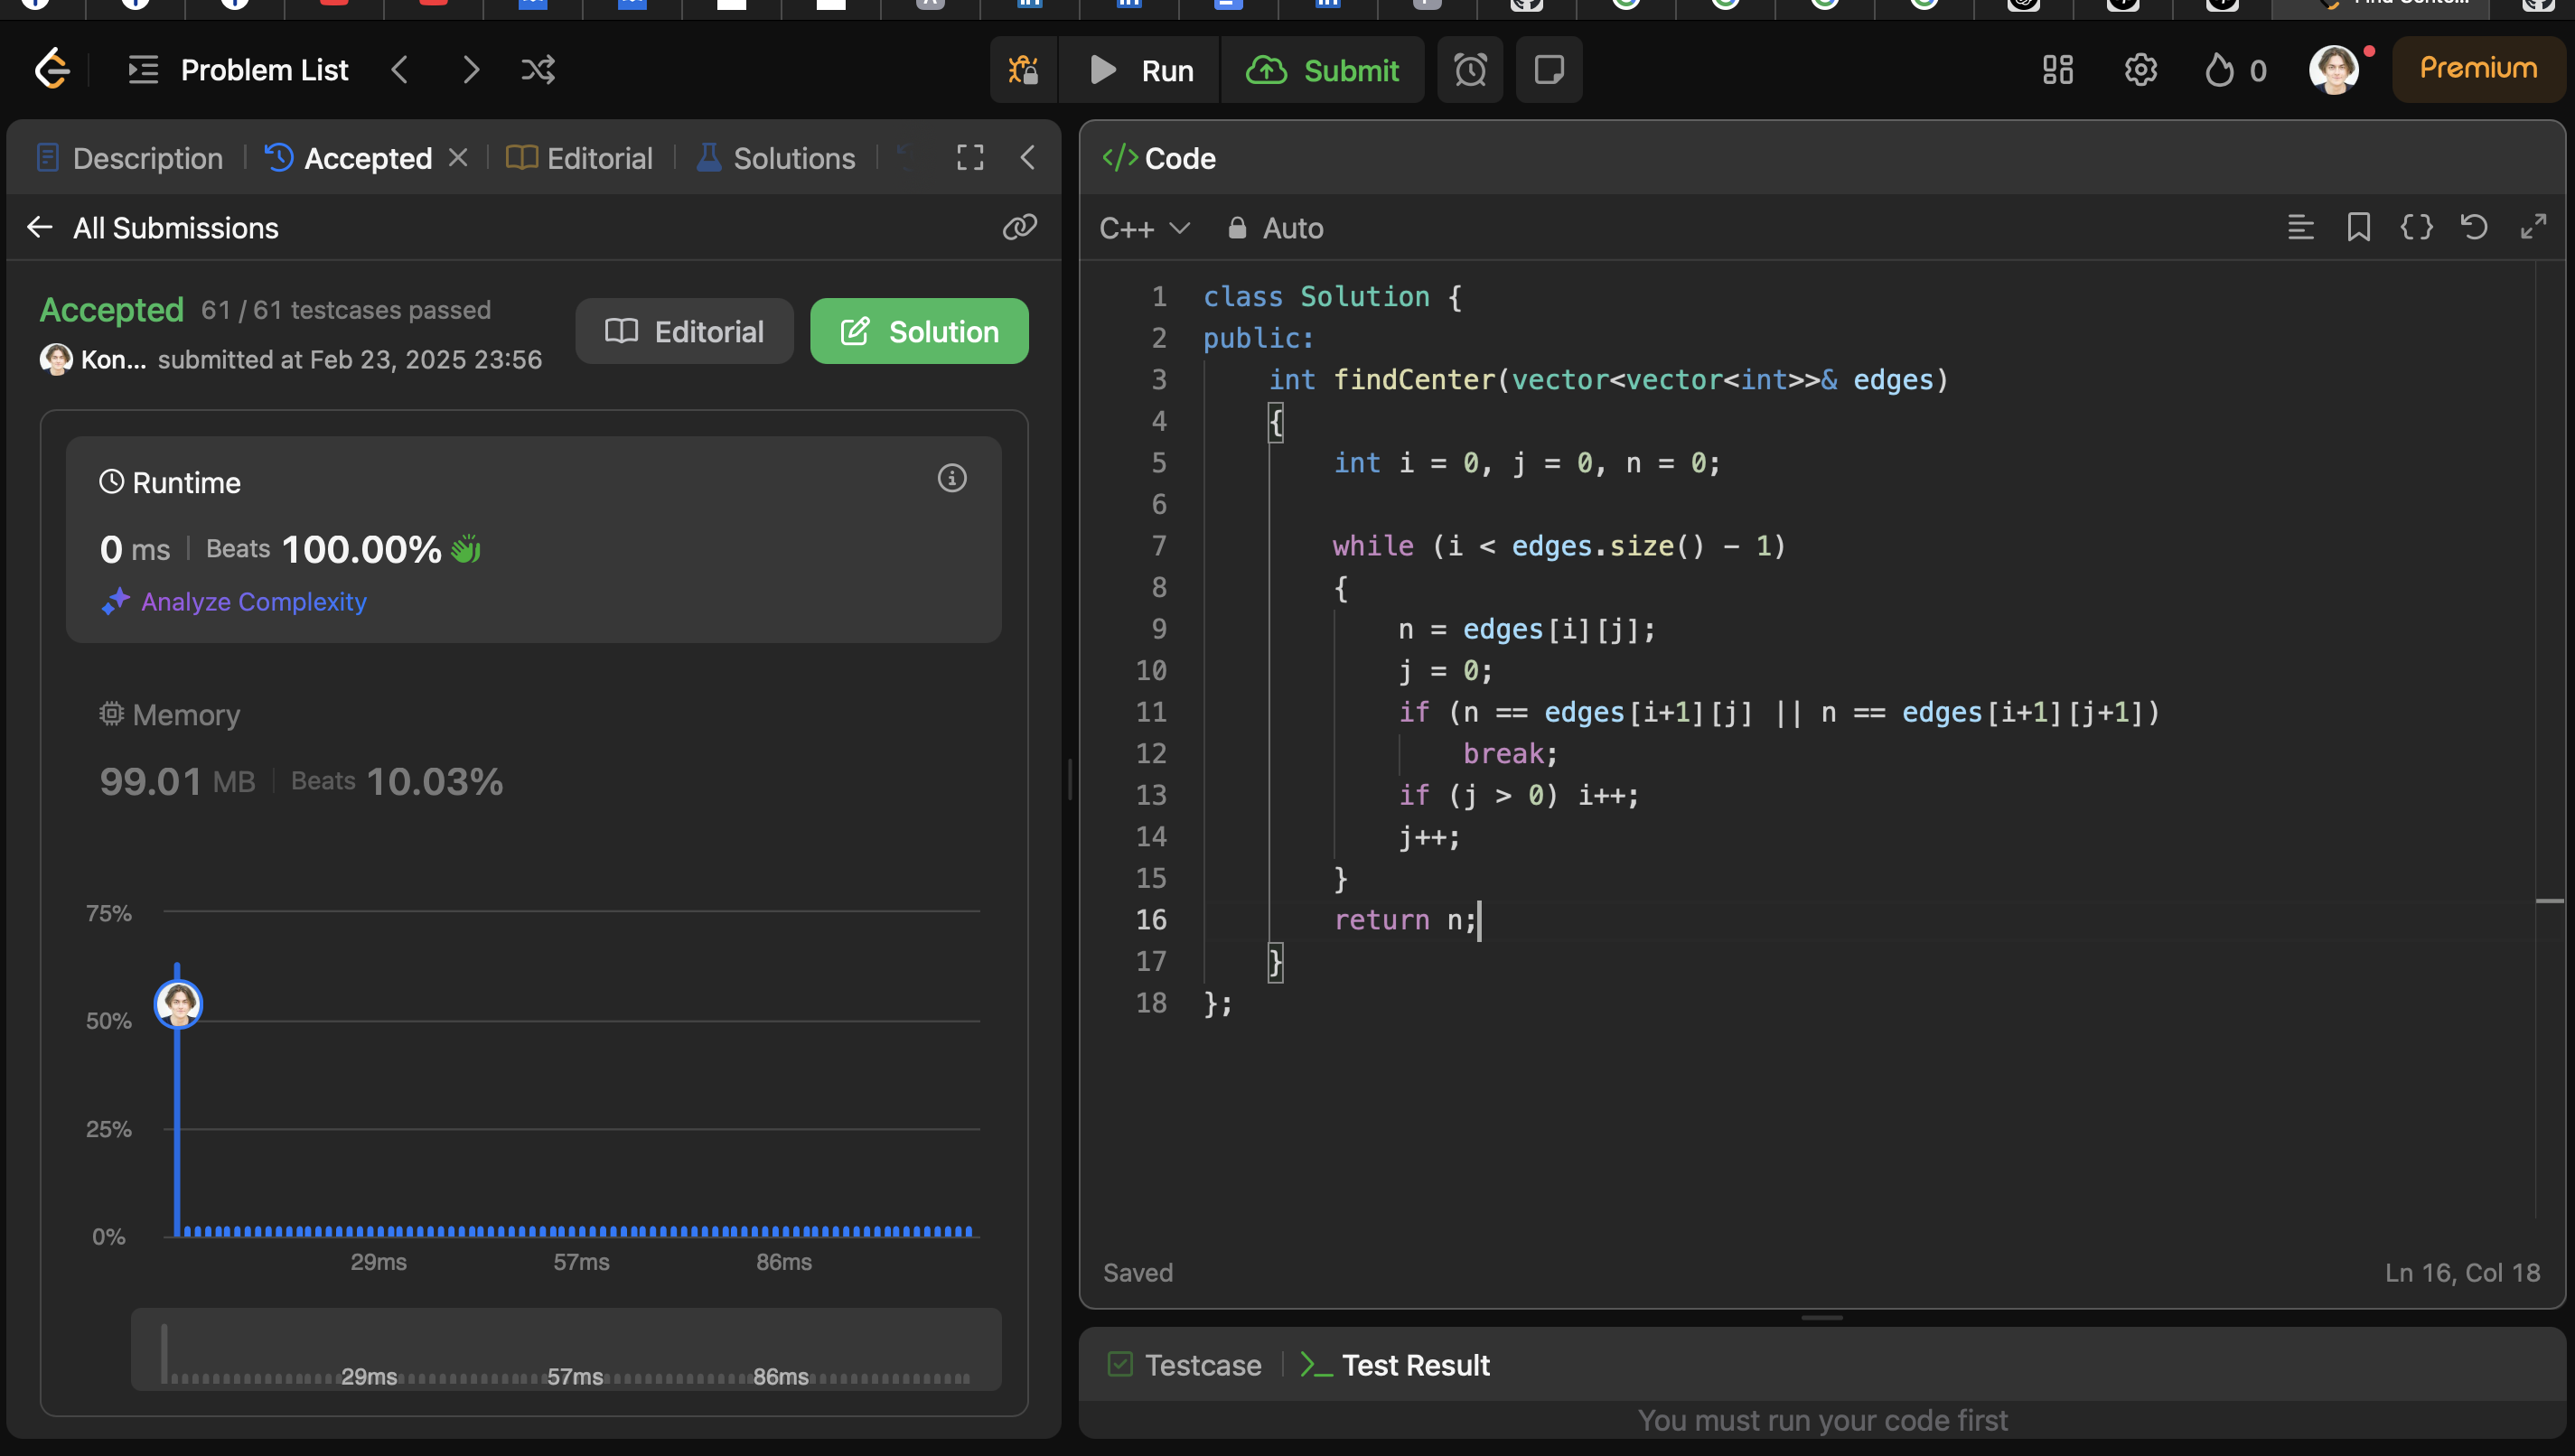 Problem List
Run
Submit
0
Premium
Description
Accepted
Editorial
Solutions
All Submissions
Accepted 61 / 61 testcases passed
Kon... submitted at Feb 23, 2025 23:56
Editorial
Solution
Runtime
0 ms | Beats 100.00%
Analyze Complexity
Memory
99.01 MB | Beats 10.03%
75%
50%
25%
0%
29ms 57ms 86ms
29ms 57ms 86ms
</> Code
C++ Auto
1 class Solution {
2 public:
3 int findCenter(vector<vector<int>>& edges)
4 {
5 int i = 0, j = 0, n = 0;
6
7 while (i < edges.size() - 1)
8 {
9 n = edges[i][j];
10 j = 0;
11 if (n == edges[i+1][j] || n == edges[i+1][j+1])
12 break;
13 if (j > 0) i++;
14 j++;
15 }
16 return n;
17 }
18 };
Saved
Ln 16, Col 18
Testcase
Test Result
You must run your code first